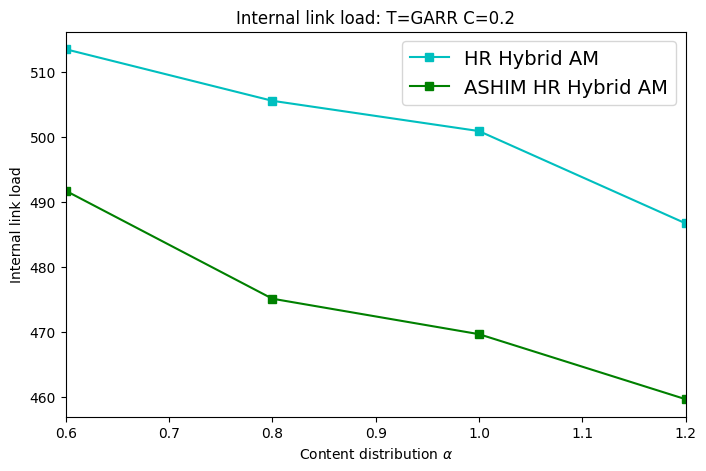 Internal link load: T=GARR C=0.2
HR Hybrid AM
ASHIM HR Hybrid AM
Internal link load
510
500
490
480
470
460
0.6 0.7 0.8 0.9 1.0 1.1 1.2
Content distribution α